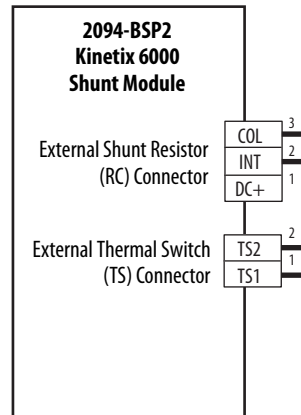 2094-BSP2
Kinetix 6000
Shunt Module
External Shunt Resistor
(RC) Connector
COL 3
INT 2
DC+ 1
External Thermal Switch
(TS) Connector
TS2 2
TS1 1